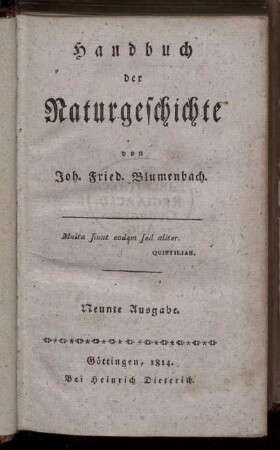 Handbuch
der
Naturgeschichte
von
Joh. Fried. Blumenbach.
Multa fiunt eadem sed aliter.
QUINTILIAN.
Neunte Ausgabe.
Göttingen, 1814.
Bei Heinrich Dieterich.